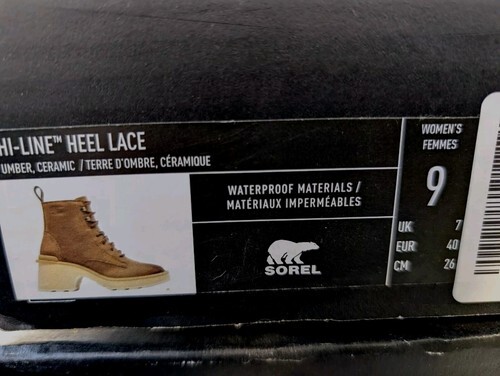 HI-LINE™ HEEL LACE
UMBER, CERAMIC / TERRE D'OMBRE, CÉRAMIQUE
WATERPROOF MATERIALS /
MATÉRIAUX IMPERMÉABLES
SOREL
WOMEN'S
FEMMES
9
UK 7
EUR 40
CM 26